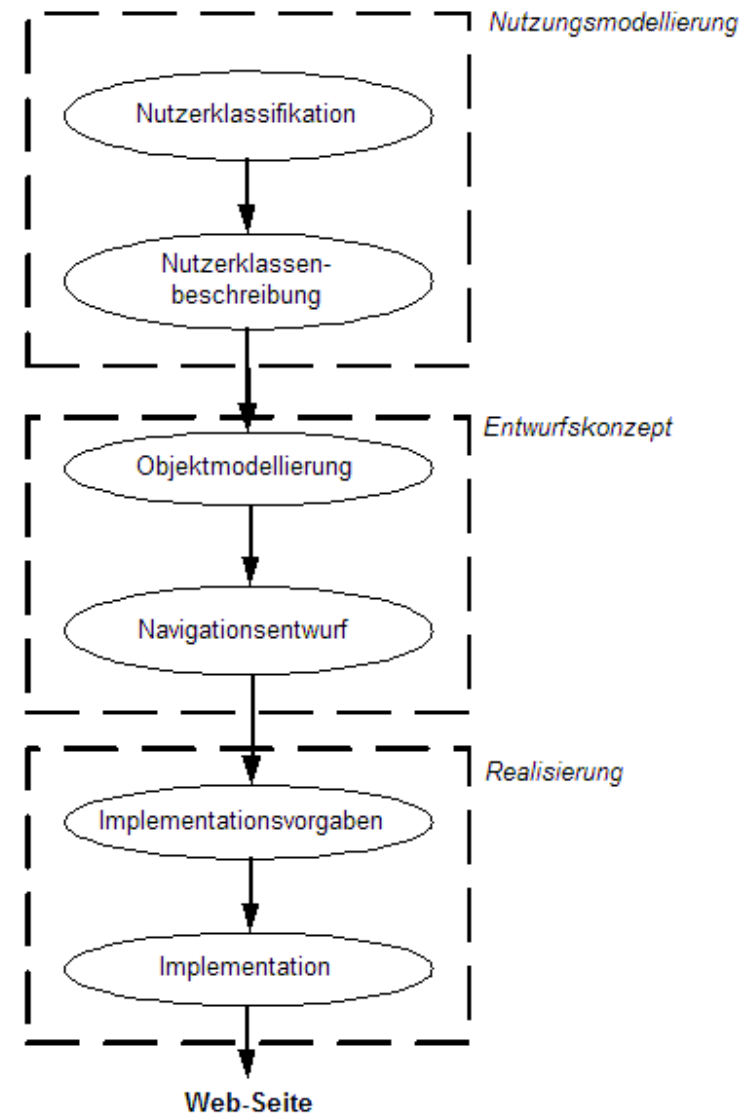 Nutzungsmodellierung
Nutzerklassifikation
Nutzerklassen-
beschreibung
Entwurfskonzept
Objektmodellierung
Navigationsentwurf
Realisierung
Implementationsvorgaben
Implementation
Web-Seite